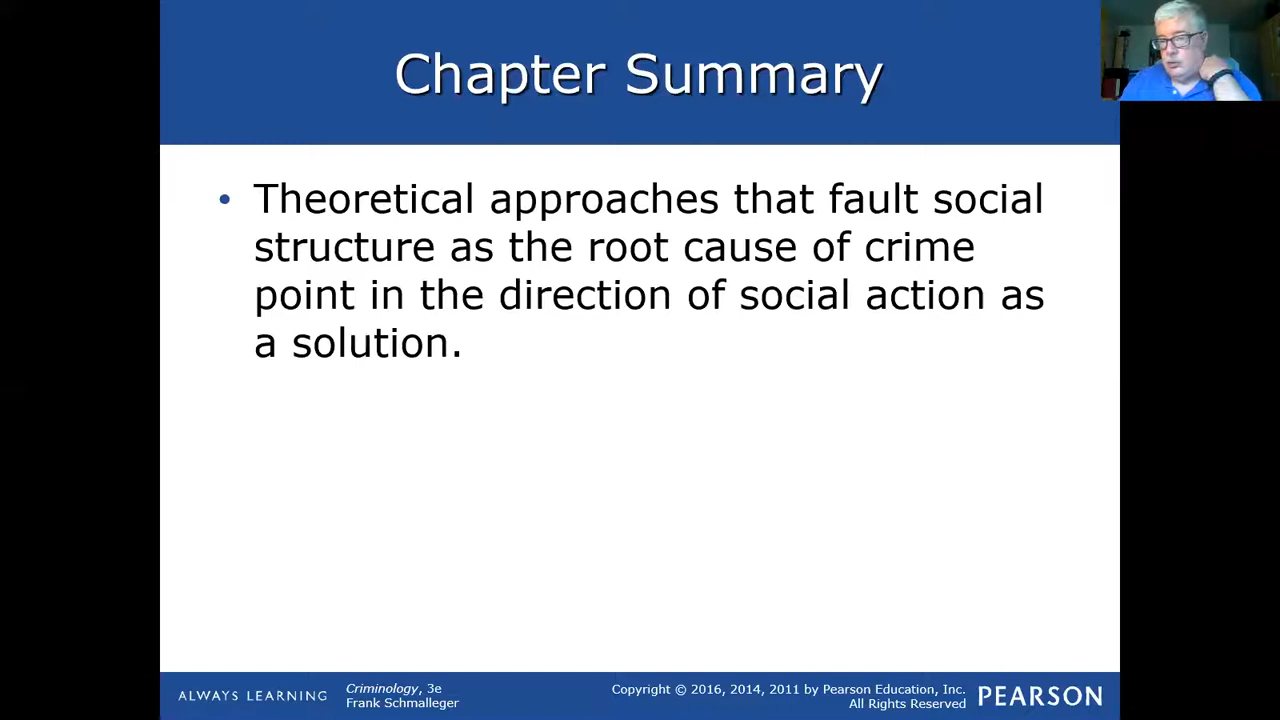 Chapter Summary
• Theoretical approaches that fault social
structure as the root cause of crime
point in the direction of social action as
a solution.
ALWAYS LEARNING
Criminology, 3e
Frank Schmalleger
Copyright © 2016, 2014, 2011 by Pearson Education, Inc.
All Rights Reserved
PEARSON